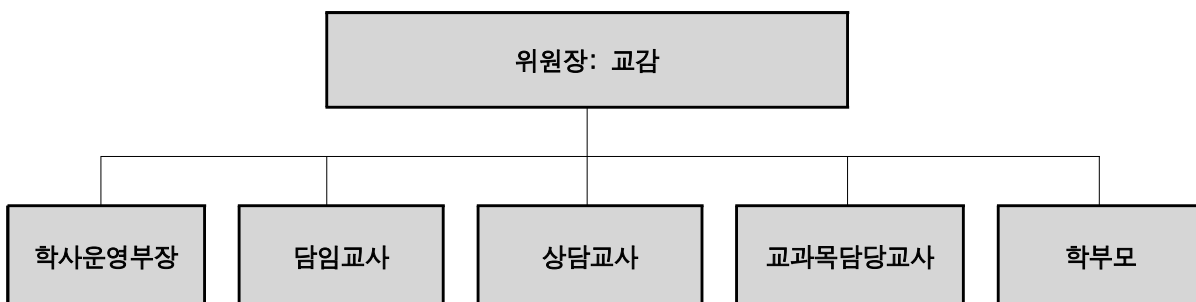 위원장: 교감
학사운영부장
담임교사
상담교사
교과목담당교사
학부모